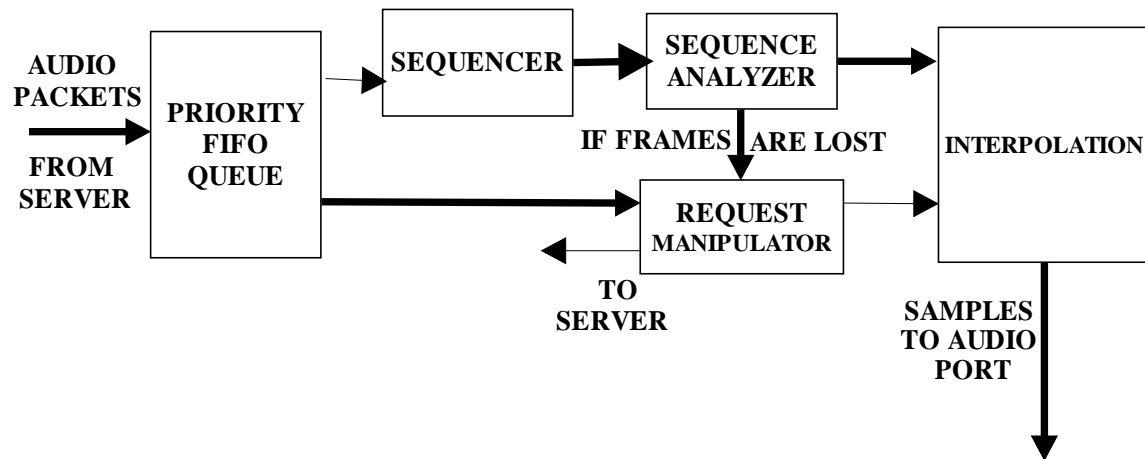 AUDIO
PACKETS
FROM
SERVER
PRIORITY
FIFO
QUEUE
SEQUENCER
SEQUENCE
ANALYZER
IF FRAMES ARE LOST
REQUEST
MANIPULATOR
TO
SERVER
INTERPOLATION
SAMPLES
TO AUDIO
PORT